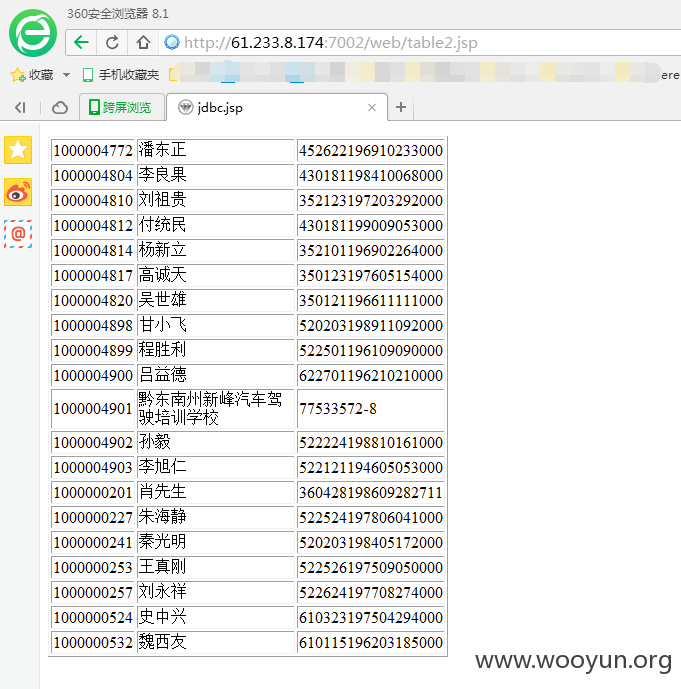 360安全浏览器 8.1
http://61.233.8.174:7002/web/table2.jsp
收藏 手机收藏夹 ere
跨屏浏览 jdbc.jsp
1000004772 潘东正 452622196910233000
1000004804 李良果 430181198410068000
1000004810 刘祖贵 352123197203292000
1000004812 付统民 430181199009053000
1000004814 杨新立 352101196902264000
1000004817 高诚天 350123197605154000
1000004820 吴世雄 350121196611111000
1000004898 甘小飞 520203198911092000
1000004899 程胜利 522501196109090000
1000004900 吕益德 622701196210210000
1000004901 黔东南州新峰汽车驾 77533572-8
驶培训学校
1000004902 孙毅 522224198810161000
1000004903 李旭仁 522121194605053000
1000000201 肖先生 360428198609282711
1000000227 朱海静 522524197806041000
1000000241 秦光明 520203198405172000
1000000253 王真刚 522526197509050000
1000000257 刘永祥 522624197708274000
1000000524 史中兴 610323197504294000
1000000532 魏西友 610115196203185000
www.wooyun.org